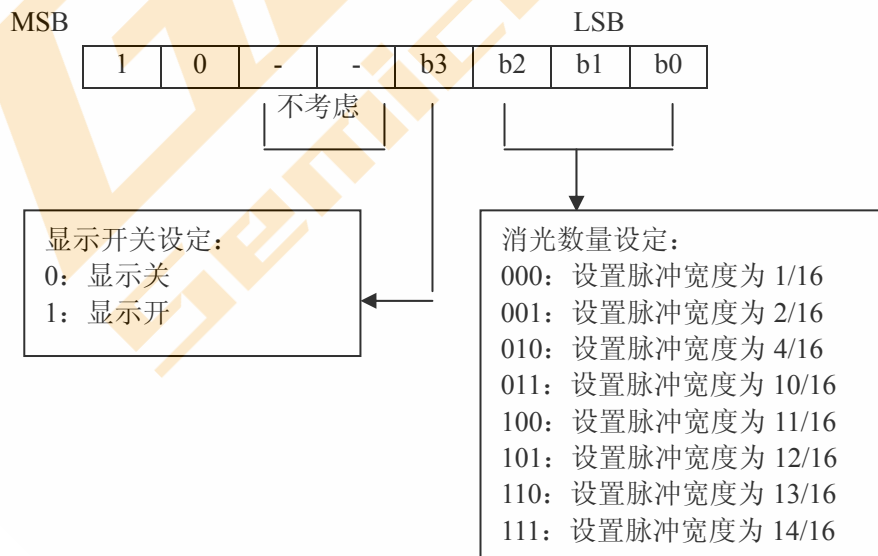 MSB LSB
1 0 - - b3 b2 b1 b0
不考虑
显示开关设定：
0：显示关
1：显示开
消光数量设定：
000：设置脉冲宽度为 1/16
001：设置脉冲宽度为 2/16
010：设置脉冲宽度为 4/16
011：设置脉冲宽度为 10/16
100：设置脉冲宽度为 11/16
101：设置脉冲宽度为 12/16
110：设置脉冲宽度为 13/16
111：设置脉冲宽度为 14/16